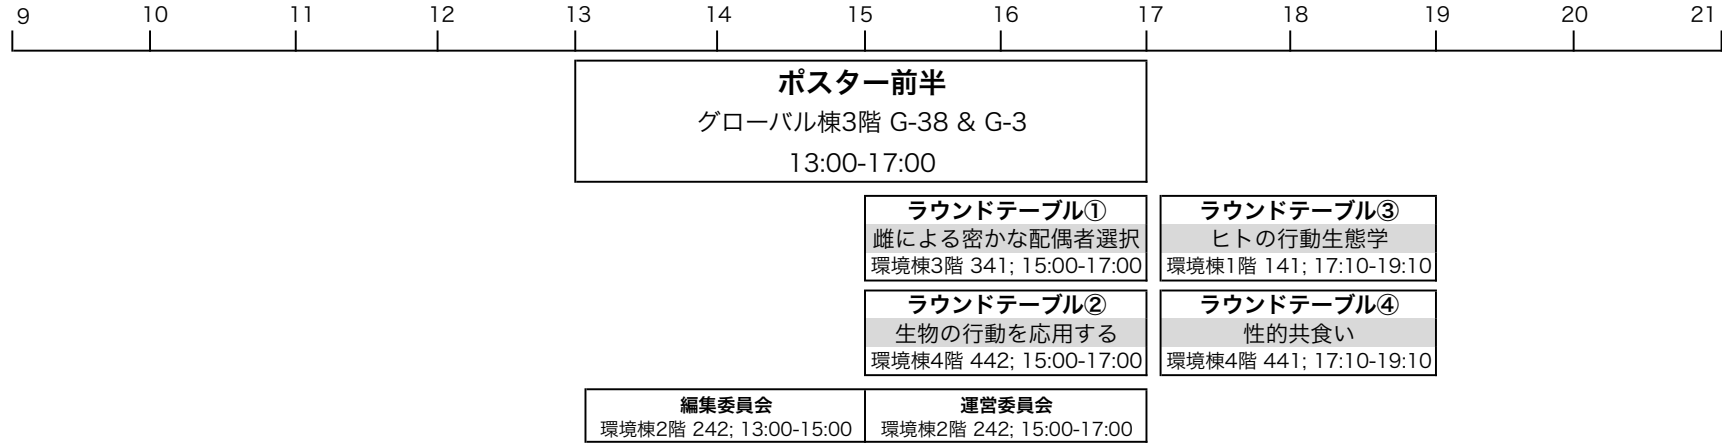 9 10 11 12 13 14 15 16 17 18 19 20 21
ポスター前半
グローバル棟3階 G-38 & G-3
13:00-17:00
ラウンドテーブル①
雌による密かな配偶者選択
環境棟3階 341; 15:00-17:00
ラウンドテーブル③
ヒトの行動生態学
環境棟1階 141; 17:10-19:10
ラウンドテーブル②
生物の行動を応用する
環境棟4階 442; 15:00-17:00
ラウンドテーブル④
性的共食い
環境棟4階 441; 17:10-19:10
編集委員会
環境棟2階 242; 13:00-15:00
運営委員会
環境棟2階 242; 15:00-17:00